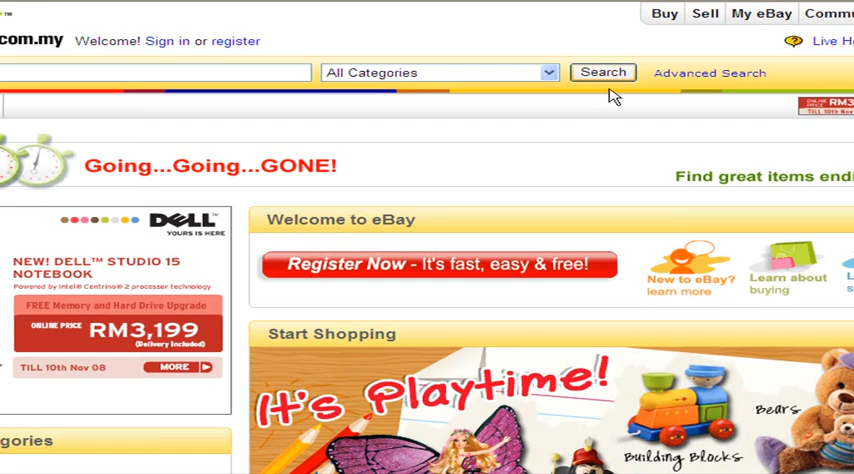 Buy Sell My eBay Commu
.com.my Welcome! Sign in or register Live He
All Categories Search Advanced Search
ONLINE PRICE RM3
TILL 10th Nov
Going...Going...GONE!
Find great items endi
DELL™
YOURS IS HERE
NEW! DELL™ STUDIO 15
NOTEBOOK
Powered by Intel® Centrino® 2 processor technology
FREE Memory and Hard Drive Upgrade
ONLINE PRICE RM3,199
(Delivery Included)
TILL 10th Nov 08 MORE
Welcome to eBay
Register Now - It's fast, easy & free!
New to eBay?
learn more
Learn about
buying
Start Shopping
It's Playtime!
Bears
Building Blocks
gories